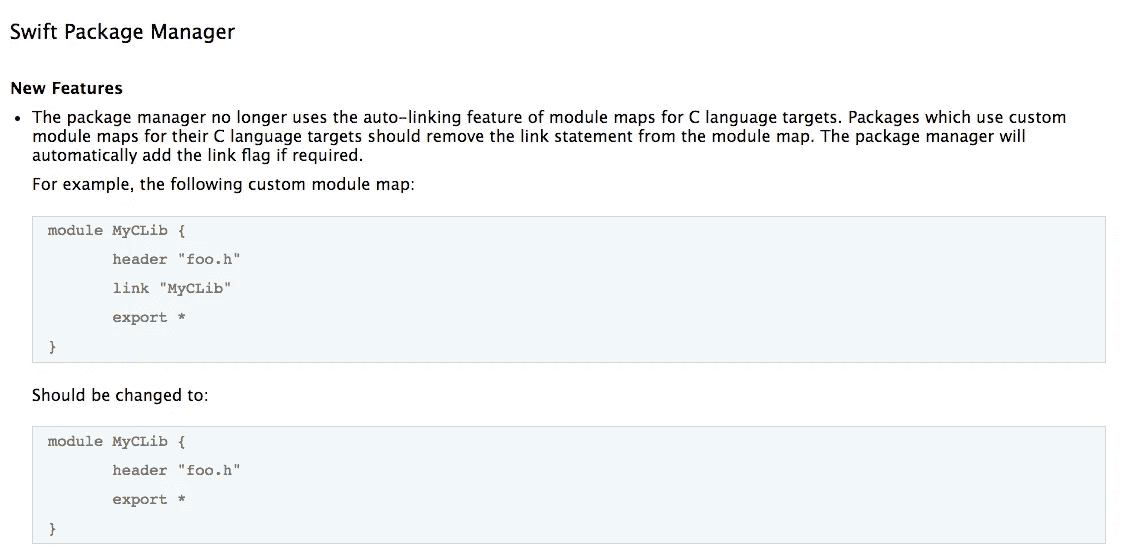 Swift Package Manager
New Features
• The package manager no longer uses the auto-linking feature of module maps for C language targets. Packages which use custom
module maps for their C language targets should remove the link statement from the module map. The package manager will
automatically add the link flag if required.
For example, the following custom module map:
module MyCLib {
header "foo.h"
link "MyCLib"
export *
}
Should be changed to:
module MyCLib {
header "foo.h"
export *
}